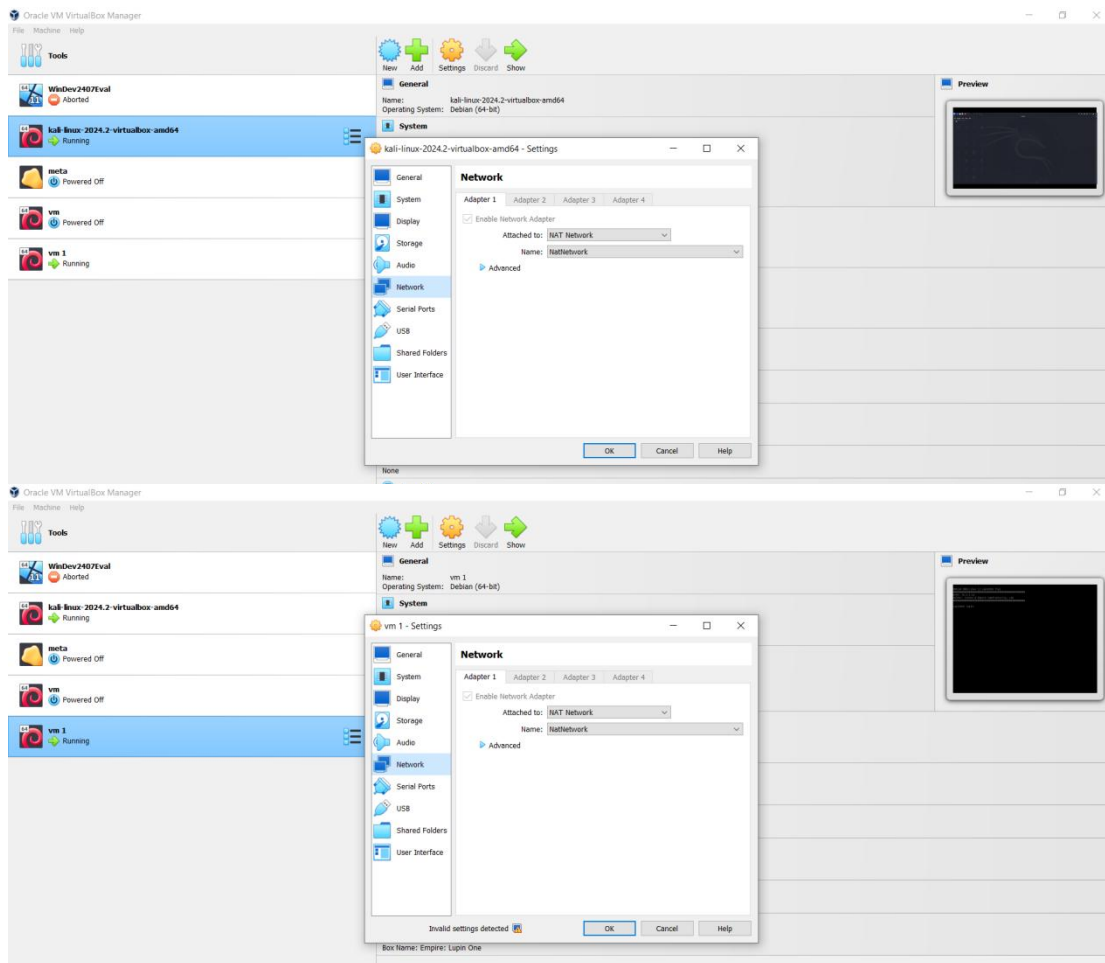 Oracle VM VirtualBox Manager
File Machine Help
Tools
New Add Settings Discard Show
WinDev2407Eval
Aborted
kali-linux-2024.2-virtualbox-amd64
Running
meta
Powered Off
vm
Powered Off
vm 1
Running
General
Name: kali-linux-2024.2-virtualbox-amd64
Operating System: Debian (64-bit)
System
Preview
kali-linux-2024.2-virtualbox-amd64 - Settings
General
System
Display
Storage
Audio
Network
Serial Ports
USB
Shared Folders
User Interface
Network
Adapter 1 Adapter 2 Adapter 3 Adapter 4
Enable Network Adapter
Attached to: NAT Network
Name: NatNetwork
Advanced
OK Cancel Help
None
Oracle VM VirtualBox Manager
File Machine Help
Tools
New Add Settings Discard Show
WinDev2407Eval
Aborted
kali-linux-2024.2-virtualbox-amd64
Running
meta
Powered Off
vm
Powered Off
vm 1
Running
General
Name: vm 1
Operating System: Debian (64-bit)
System
Preview
vm 1 - Settings
General
System
Display
Storage
Audio
Network
Serial Ports
USB
Shared Folders
User Interface
Network
Adapter 1 Adapter 2 Adapter 3 Adapter 4
Enable Network Adapter
Attached to: NAT Network
Name: NatNetwork
Advanced
Invalid settings detected
OK Cancel Help
Box Name: Empire: Lupin One